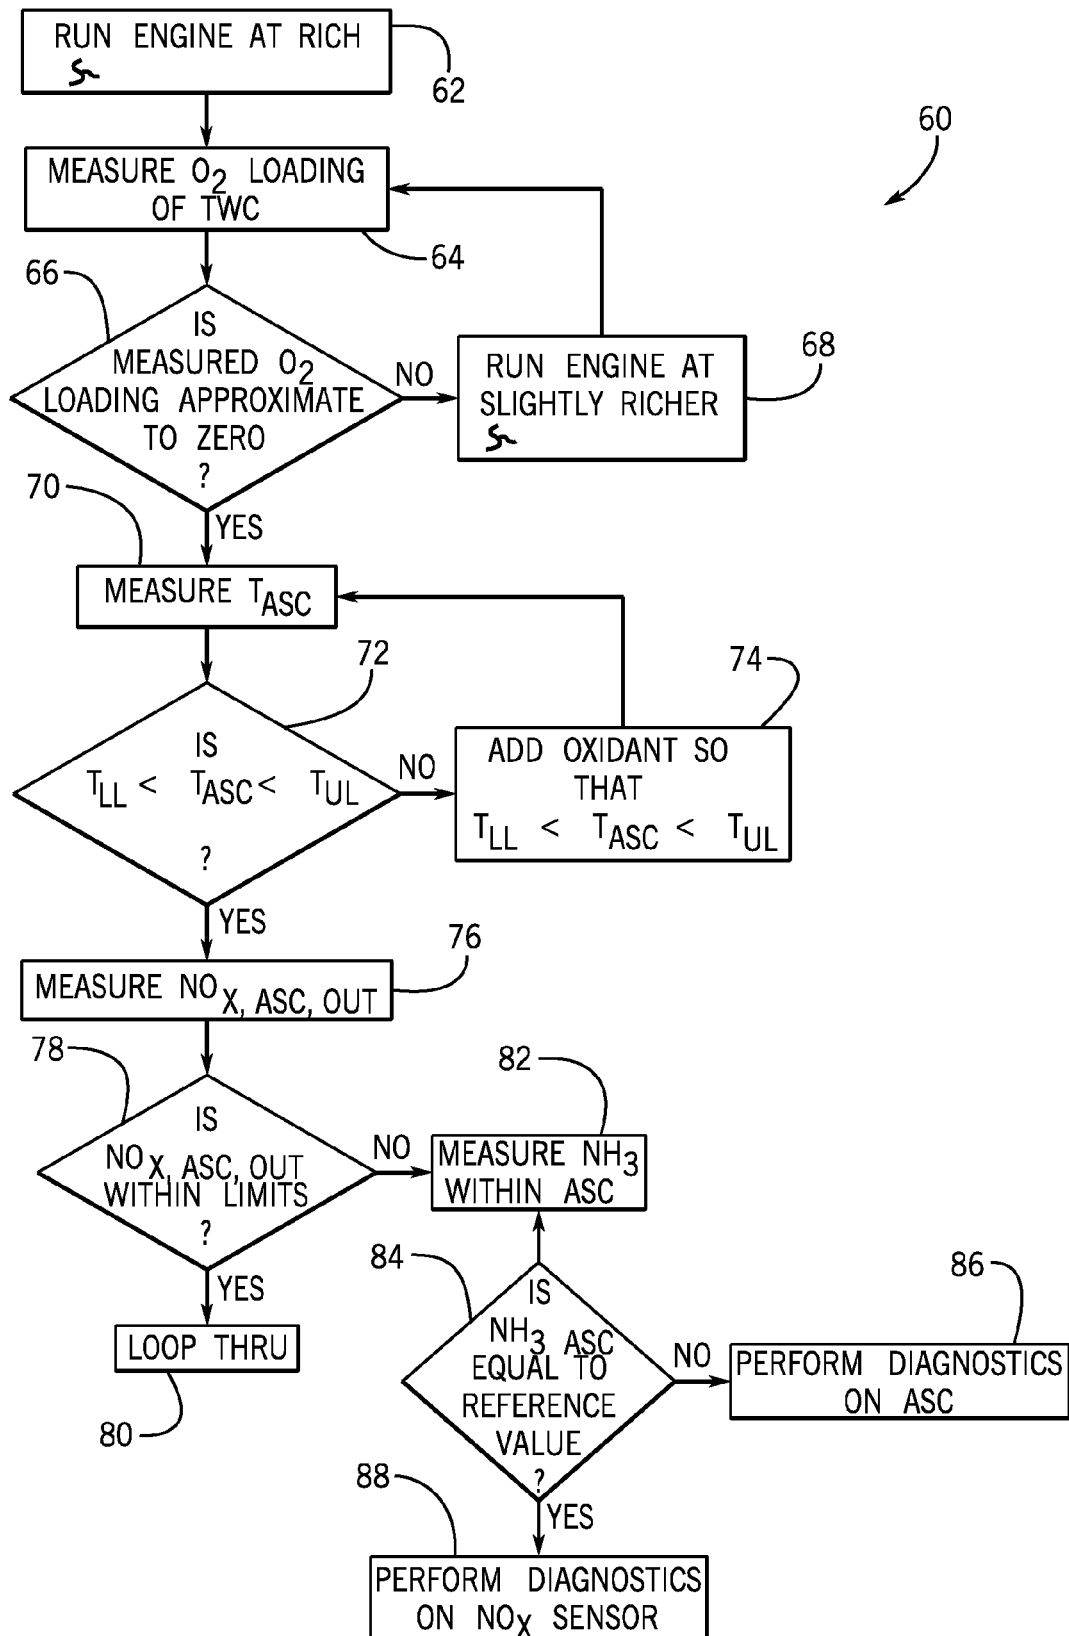 RUN ENGINE AT RICH
62
60
MEASURE O2 LOADING
OF TWC
64
66
IS
MEASURED O2
LOADING APPROXIMATE
TO ZERO
?
NO
RUN ENGINE AT
SLIGHTLY RICHER
68
YES
70
MEASURE TASC
72
IS
TLL < TASC < TUL
?
NO
74
ADD OXIDANT SO
THAT
TLL < TASC < TUL
YES
76
MEASURE NOX, ASC, OUT
78
IS
NOX, ASC, OUT
WITHIN LIMITS
?
NO
82
MEASURE NH3
WITHIN ASC
YES
LOOP THRU
80
84
IS
NH3 ASC
EQUAL TO
REFERENCE
VALUE
?
NO
86
PERFORM DIAGNOSTICS
ON ASC
YES
88
PERFORM DIAGNOSTICS
ON NOX SENSOR